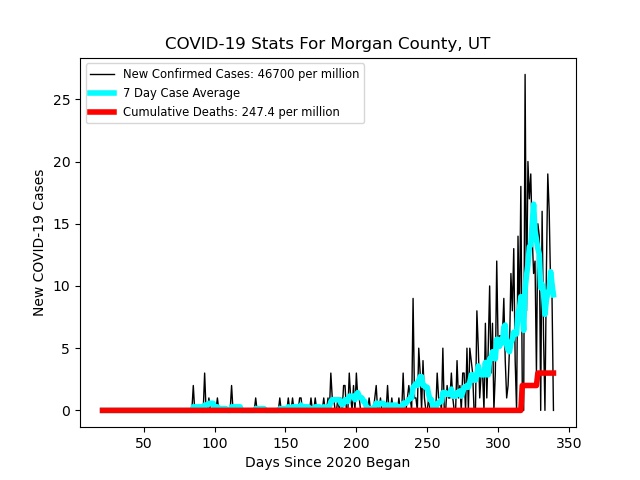 COVID-19 Stats For Morgan County, UT
New Confirmed Cases: 46700 per million
7 Day Case Average
Cumulative Deaths: 247.4 per million
New COVID-19 Cases
25
20
15
10
5
0
50 100 150 200 250 300 350
Days Since 2020 Began